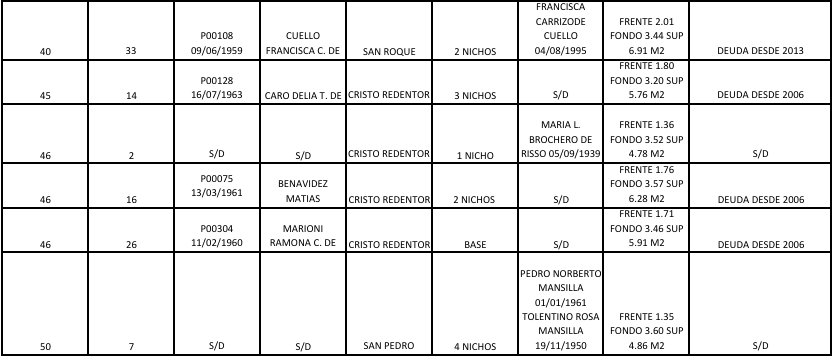 40
33
P00108
09/06/1959
CUELLO
FRANCISCA C. DE
SAN ROQUE
2 NICHOS
FRANCISCA
CARRIZODE
CUELLO
04/08/1995
FRENTE 2.01
FONDO 3.44 SUP
6.91 M2
DEUDA DESDE 2013
45
14
P00128
16/07/1963
CARO DELIA T. DE
CRISTO REDENTOR
3 NICHOS
S/D
FRENTE 1.80
FONDO 3.20 SUP
5.76 M2
DEUDA DESDE 2006
46
2
S/D
S/D
CRISTO REDENTOR
1 NICHO
MARIA L.
BROCHERO DE
RISSO 05/09/1939
FRENTE 1.36
FONDO 3.52 SUP
4.78 M2
S/D
46
16
P00075
13/03/1961
BENAVIDEZ
MATIAS
CRISTO REDENTOR
2 NICHOS
S/D
FRENTE 1.76
FONDO 3.57 SUP
6.28 M2
DEUDA DESDE 2006
46
26
P00304
11/02/1960
MARIONI
RAMONA C. DE
CRISTO REDENTOR
BASE
S/D
FRENTE 1.71
FONDO 3.46 SUP
5.91 M2
DEUDA DESDE 2006
50
7
S/D
S/D
SAN PEDRO
4 NICHOS
PEDRO NORBERTO
MANSILLA
01/01/1961
TOLENTINO ROSA
MANSILLA
19/11/1950
FRENTE 1.35
FONDO 3.60 SUP
4.86 M2
S/D